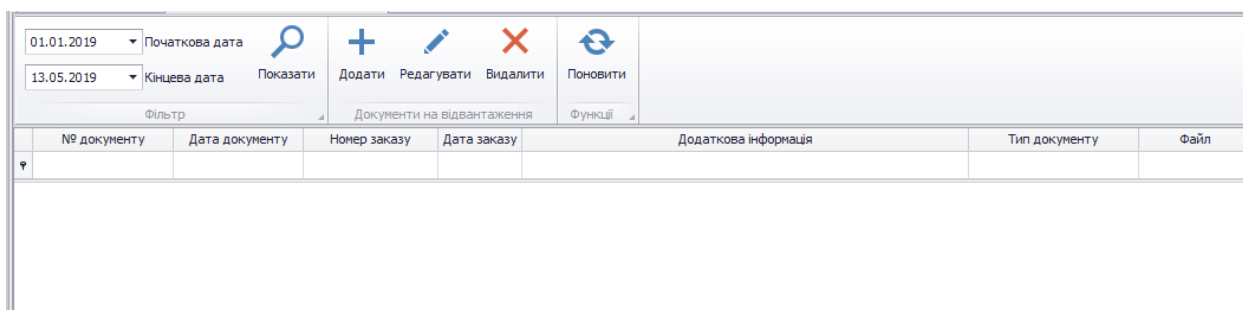 01.01.2019 Початкова дата
13.05.2019 Кінцева дата
Показати
Додати Редагувати Видалити
Поновити
Фільтр Документи на відвантаження Функції
№ документу Дата документу Номер заказу Дата заказу Додаткова інформація Тип документу Файл